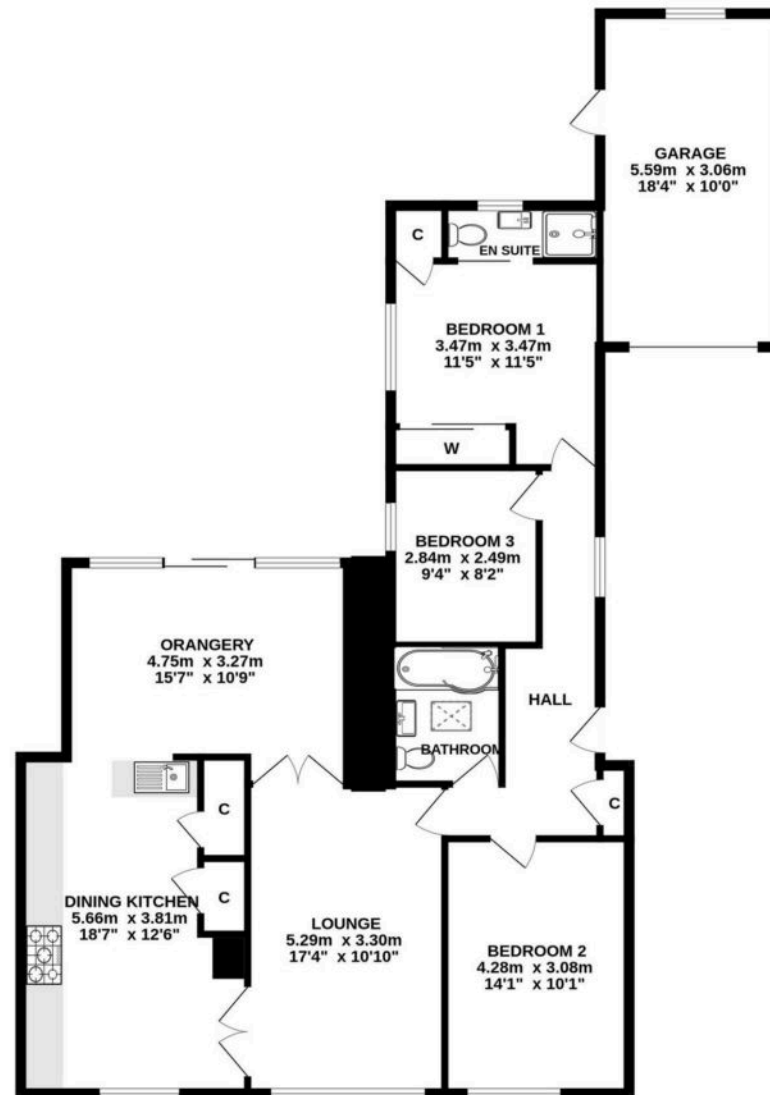 GARAGE
5.59m x 3.06m
18'4" x 10'0"
C
EN SUITE
BEDROOM 1
3.47m x 3.47m
11'5" x 11'5"
W
BEDROOM 3
2.84m x 2.49m
9'4" x 8'2"
ORANGERY
4.75m x 3.27m
15'7" x 10'9"
HALL
BATHROOM
C
C
C
DINING KITCHEN
5.66m x 3.81m
18'7" x 12'6"
LOUNGE
5.29m x 3.30m
17'4" x 10'10"
BEDROOM 2
4.28m x 3.08m
14'1" x 10'1"